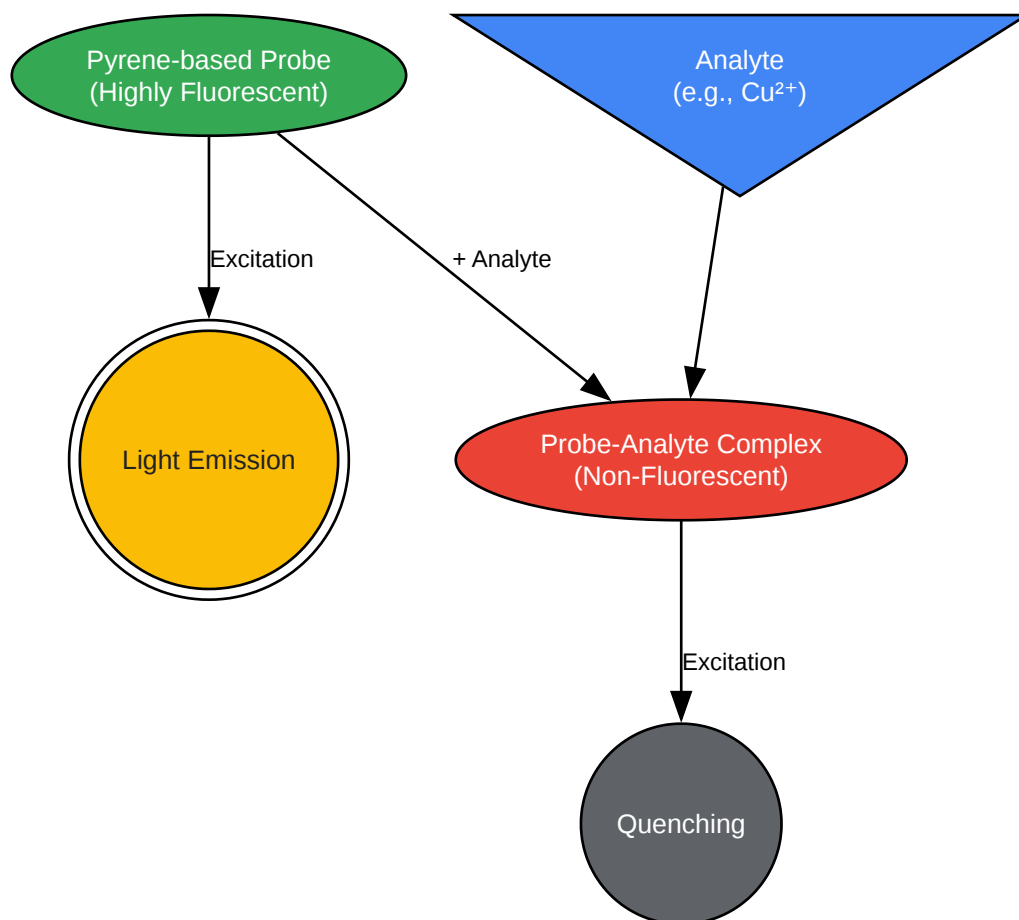 Pyrene-based Probe
(Highly Fluorescent)
Analyte
(e.g., Cu²⁺)
Excitation
+ Analyte
Light Emission
Probe-Analyte Complex
(Non-Fluorescent)
Excitation
Quenching